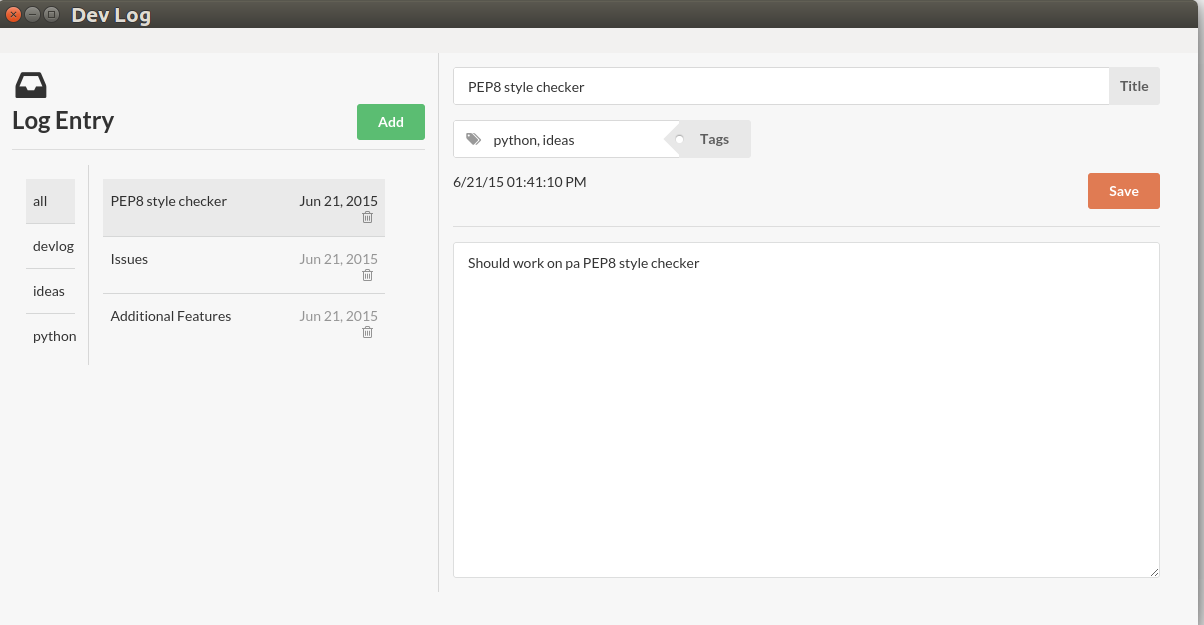 Dev Log
Log Entry
Add
all
devlog
ideas
python
PEP8 style checker Jun 21, 2015
Issues Jun 21, 2015
Additional Features Jun 21, 2015
PEP8 style checker Title
python, ideas Tags
6/21/15 01:41:10 PM
Save
Should work on pa PEP8 style checker